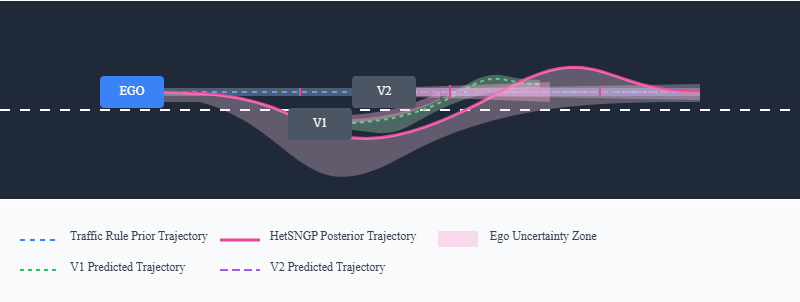 EGO
V2
V1
Traffic Rule Prior Trajectory
HetSNGP Posterior Trajectory
Ego Uncertainty Zone
V1 Predicted Trajectory
V2 Predicted Trajectory